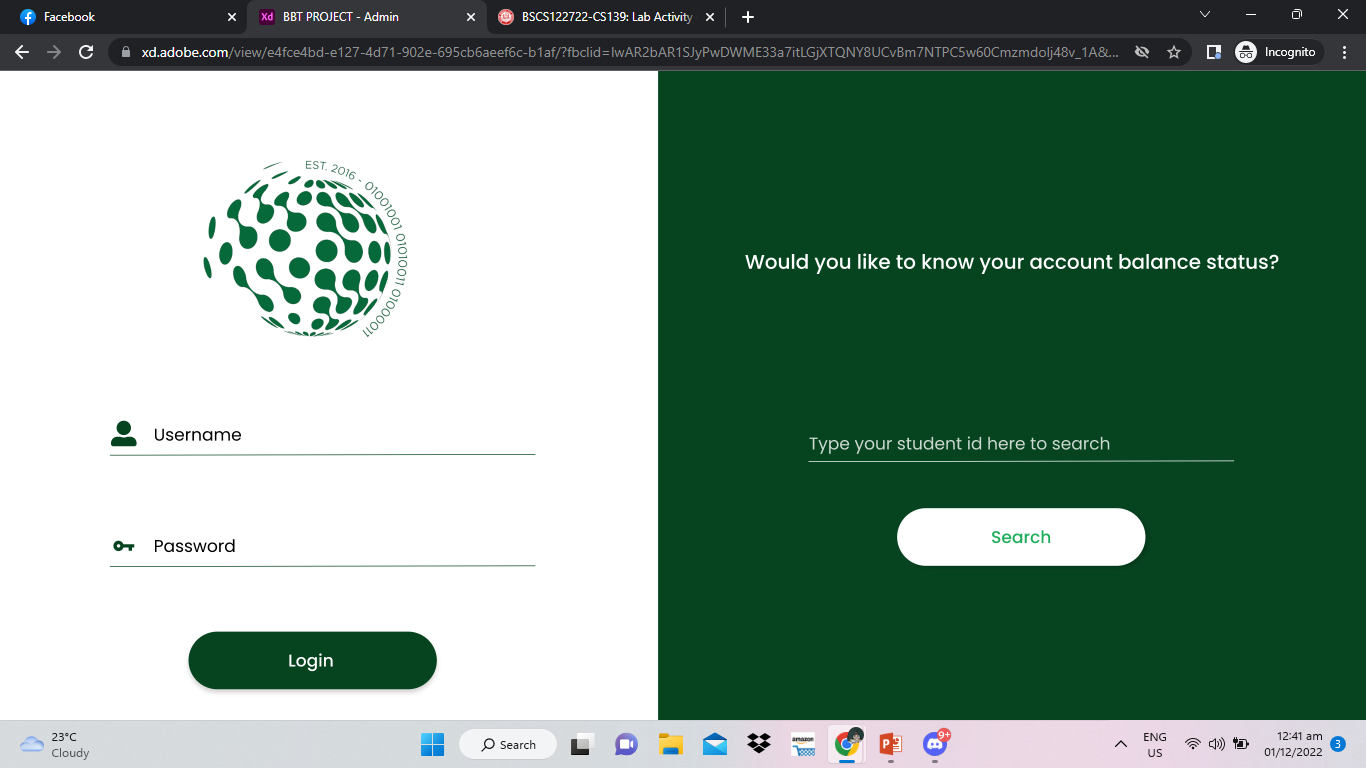 Facebook
BBT PROJECT - Admin
BSCS122722-CS139: Lab Activity
xd.adobe.com/view/e4fce4bd-e127-4d71-902e-695cb6aeef6c-b1af/?fbclid=IwAR2bAR1SJyPwDWME33a7itLGjXTQNY8UCvBm7NTPC5w60Cmzmdolj48v_1A&...
Incognito
EST. 2016 - 01001001 01010011 01000011
Username
Password
Login
Would you like to know your account balance status?
Type your student id here to search
Search
23°C
Cloudy
Search
amazon
9+
ENG
US
12:41 am
01/12/2022
3